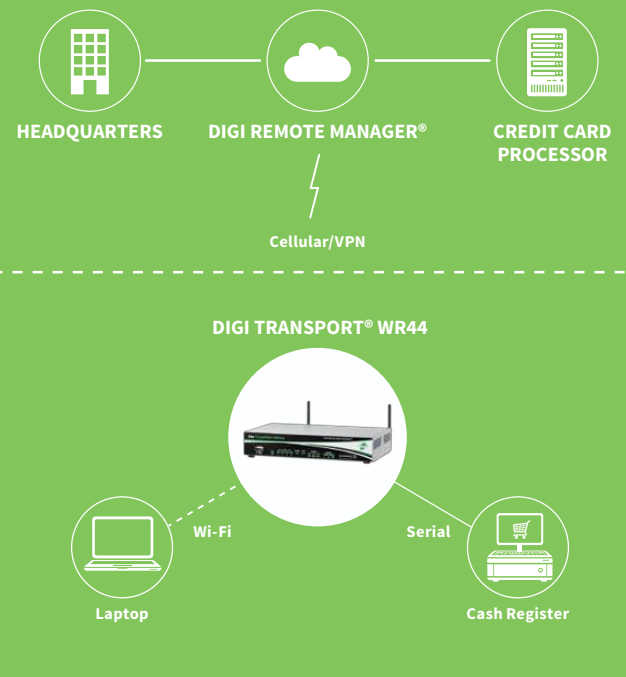 HEADQUARTERS
DIGI REMOTE MANAGER®
CREDIT CARD
PROCESSOR
Cellular/VPN
DIGI TRANSPORT® WR44
Wi-Fi
Serial
Laptop
Cash Register